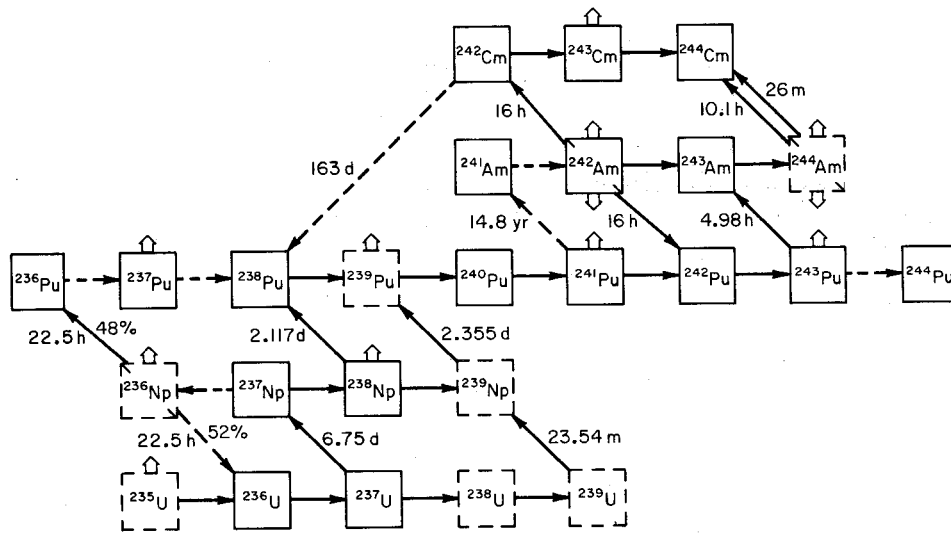 ²⁴²Cm ²⁴³Cm ²⁴⁴Cm
26 m
16 h 10.1 h
²⁴¹Am ²⁴²Am ²⁴³Am ²⁴⁴Am
163 d
14.8 yr 16 h 4.98 h
²³⁶Pu ²³⁷Pu ²³⁸Pu ²³⁹Pu ²⁴⁰Pu ²⁴¹Pu ²⁴²Pu ²⁴³Pu ²⁴⁴Pu
22.5 h 48% 2.117 d 2.355 d
²³⁶Np ²³⁷Np ²³⁸Np ²³⁹Np
22.5 h 52% 6.75 d 23.54 m
²³⁵U ²³⁶U ²³⁷U ²³⁸U ²³⁹U